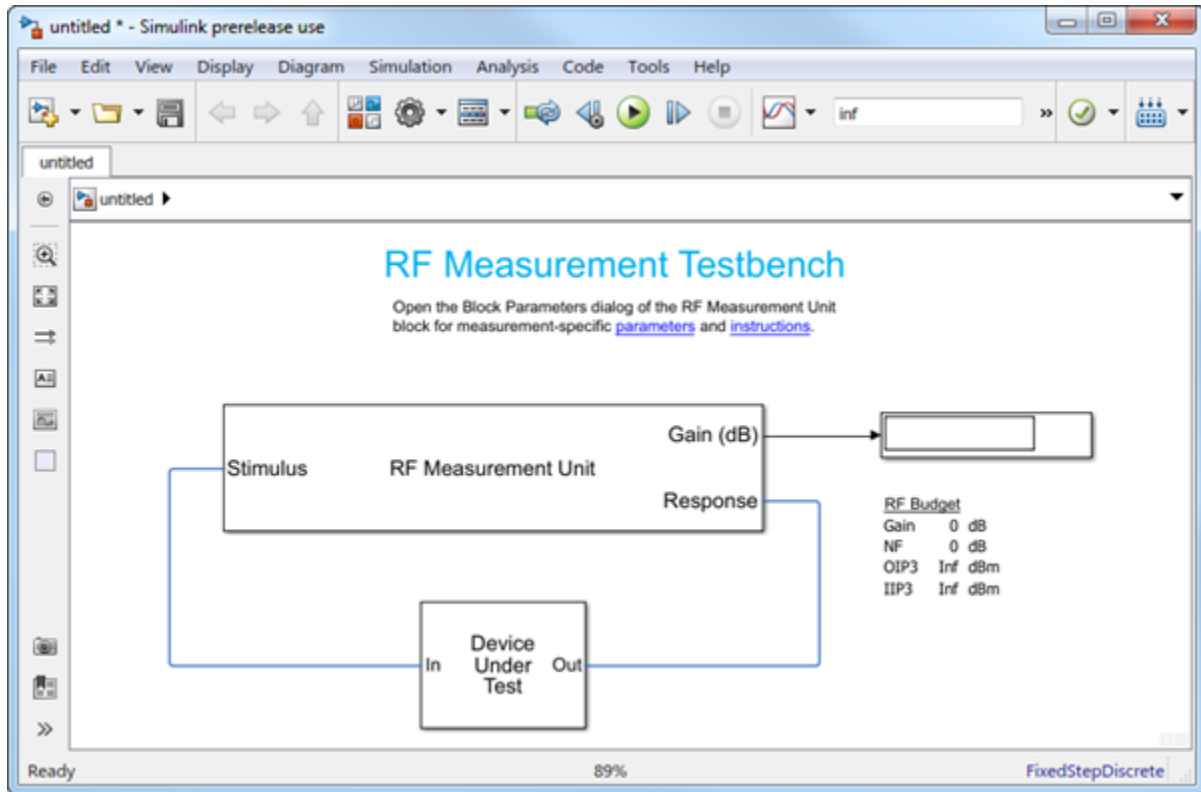 untitled * - Simulink prerelease use
File Edit View Display Diagram Simulation Analysis Code Tools Help
inf
»
untitled
untitled
RF Measurement Testbench
Open the Block Parameters dialog of the RF Measurement Unit
block for measurement-specific parameters and instructions.
Gain (dB)
Stimulus RF Measurement Unit
Response
RF Budget
Gain 0 dB
NF 0 dB
OIP3 Inf dBm
IIP3 Inf dBm
Device
In Under Out
Test
»
Ready 89% FixedStepDiscrete